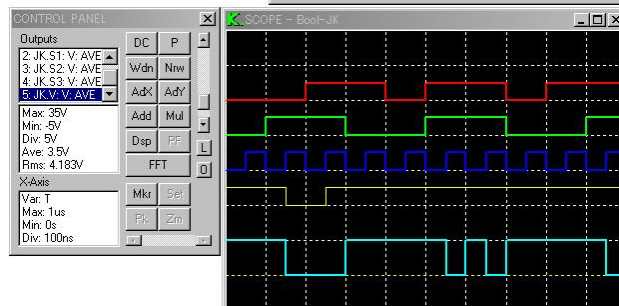 CONTROL PANEL
Outputs
2: JK.S1: V: AVE
3: JK.S2: V: AVE
4: JK.S3: V: AVE
5: JK.V: V: AVE
Max: 35V
Min: -5V
Div: 5V
Ave: 3.5V
Rms: 4.183V
X-Axis
Var: T
Max: 1us
Min: 0s
Div: 100ns
DC P
Wdn Nrw
AdX AdY
Add Mul
Dsp PF
FFT
Mkr Set
Pk Zm
L
O
K SCOPE - Bool-JK